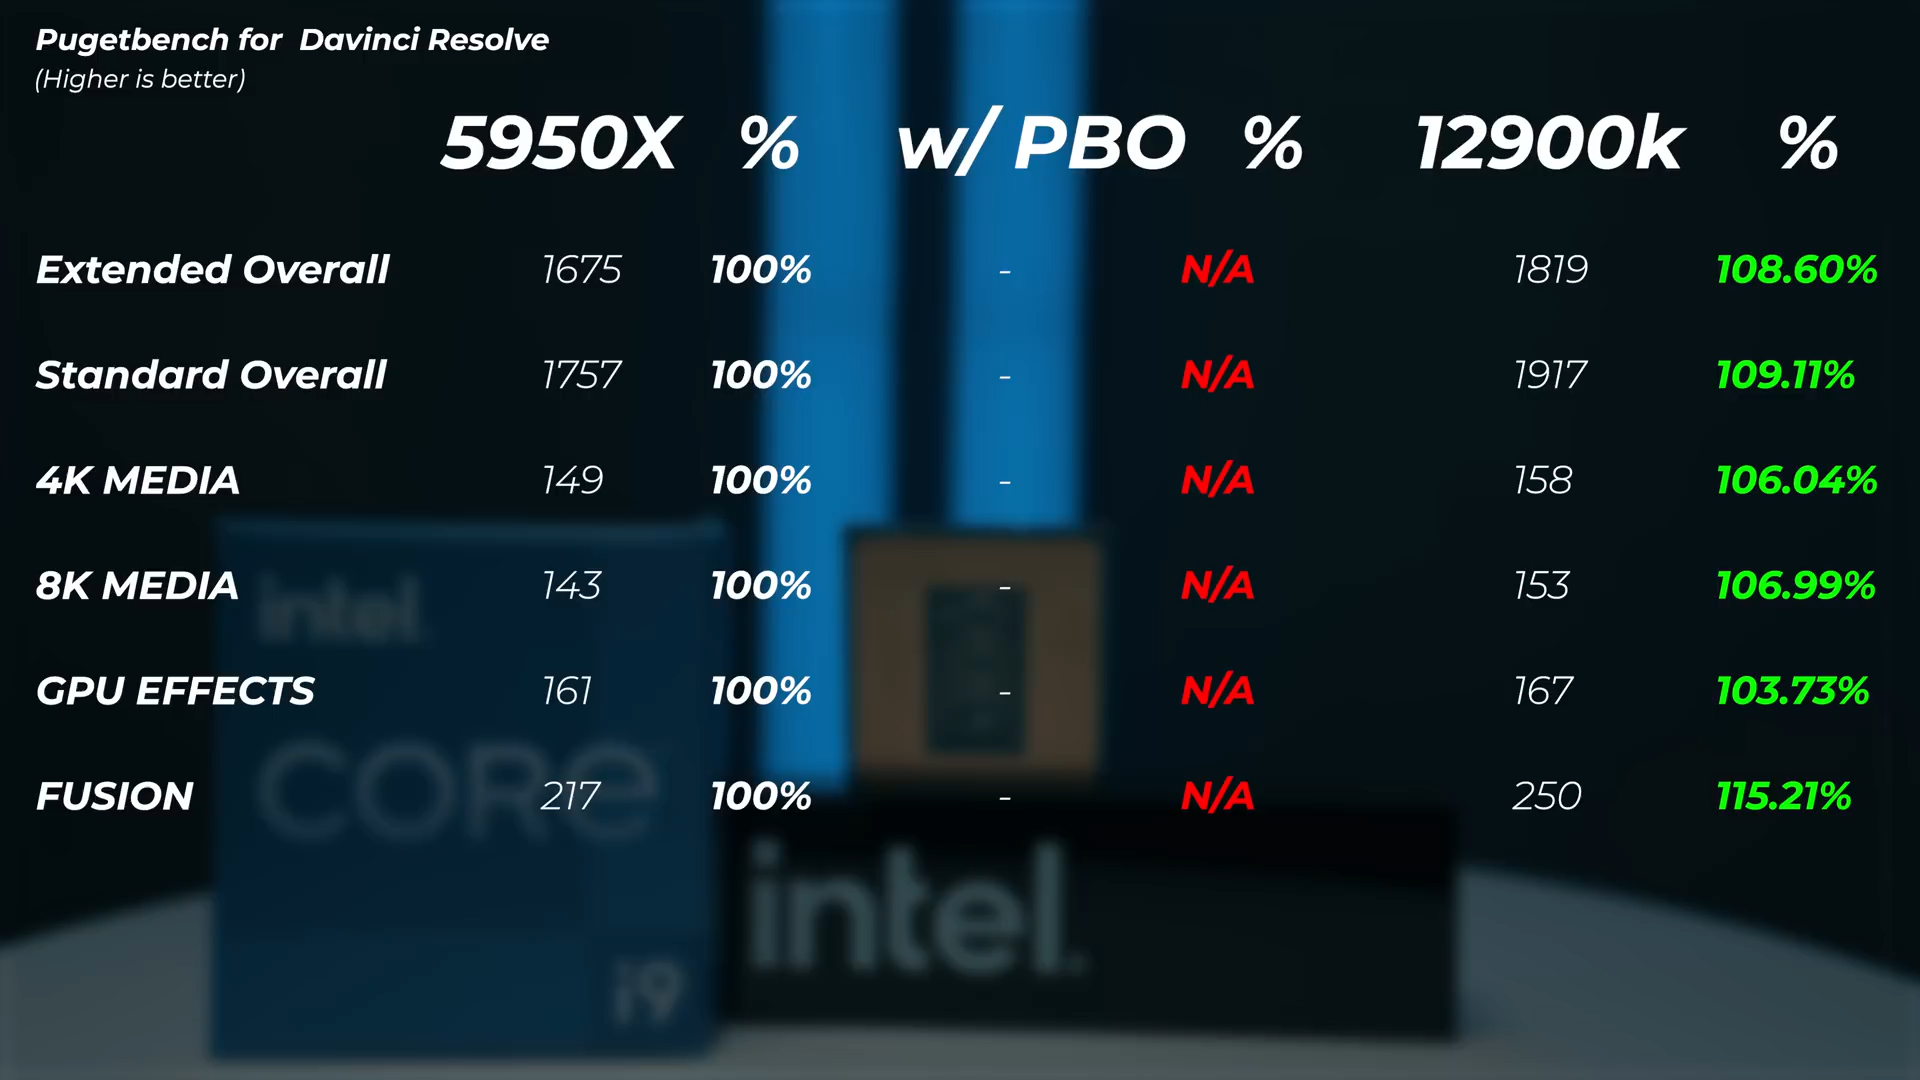 Pugetbench for Davinci Resolve
(Higher is better)
5950X % w/ PBO % 12900k %
Extended Overall 1675 100% - N/A 1819 108.60%
Standard Overall 1757 100% - N/A 1917 109.11%
4K MEDIA 149 100% - N/A 158 106.04%
8K MEDIA 143 100% - N/A 153 106.99%
GPU EFFECTS 161 100% - N/A 167 103.73%
FUSION 217 100% - N/A 250 115.21%
intel
CORE
intel
i9